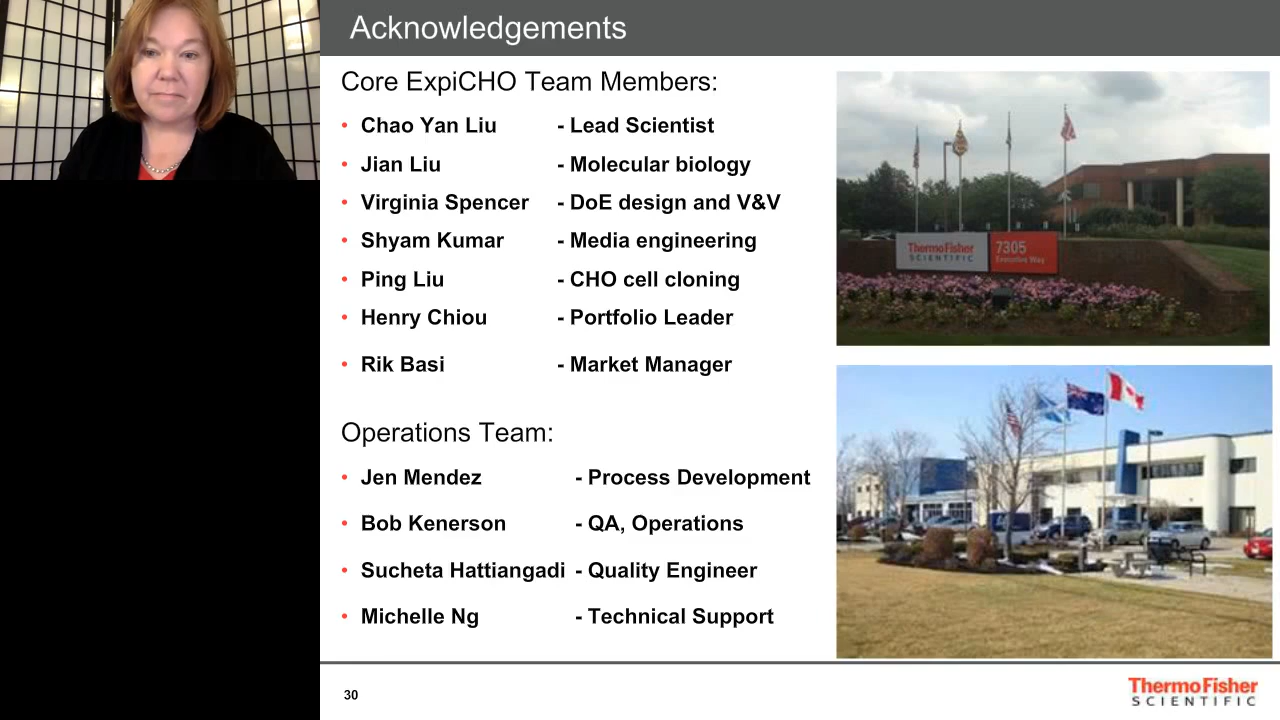 Acknowledgements
Core ExpiCHO Team Members:
• Chao Yan Liu - Lead Scientist
• Jian Liu - Molecular biology
• Virginia Spencer - DoE design and V&V
• Shyam Kumar - Media engineering
• Ping Liu - CHO cell cloning
• Henry Chiou - Portfolio Leader
• Rik Basi - Market Manager
Operations Team:
• Jen Mendez - Process Development
• Bob Kenerson - QA, Operations
• Sucheta Hattiangadi - Quality Engineer
• Michelle Ng - Technical Support
ThermoFisher
SCIENTIFIC
7305
Executive Way
30
ThermoFisher
SCIENTIFIC